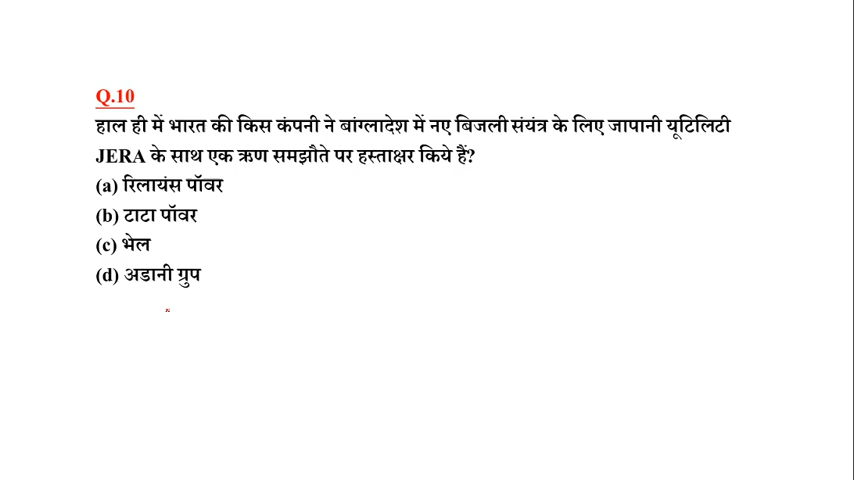 Q.10
हाल ही में भारत की किस कंपनी ने बांग्लादेश में नए बिजली संयंत्र के लिए जापानी यूटिलिटी
JERA के साथ एक ऋण समझौते पर हस्ताक्षर किये हैं?
(a) रिलायंस पॉवर
(b) टाटा पॉवर
(c) भेल
(d) अडानी ग्रुप